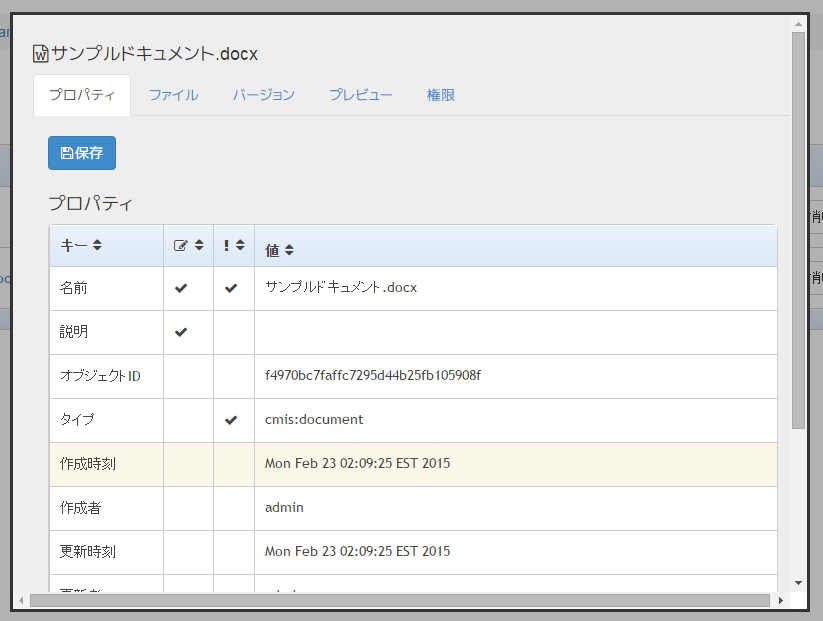 サンプルドキュメント.docx
プロパティ ファイル バージョン プレビュー 権限
保存
プロパティ
キー ! 値
名前 サンプルドキュメント.docx
説明
オブジェクトID f4970bc7faffc7295d44b25fb105908f
タイプ cmis:document
作成時刻 Mon Feb 23 02:09:25 EST 2015
作成者 admin
更新時刻 Mon Feb 23 02:09:25 EST 2015